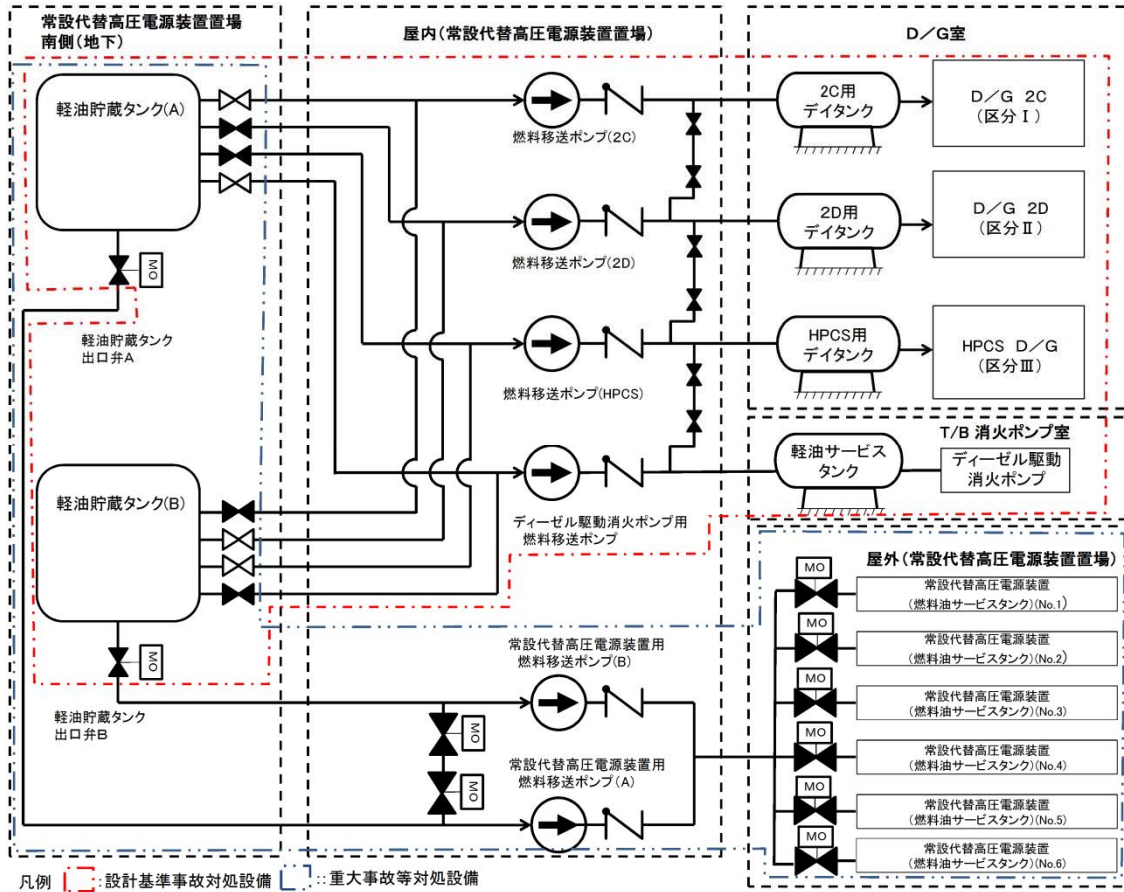 常設代替高圧電源装置置場
南側(地下)
屋内(常設代替高圧電源装置置場)
D/G室
軽油貯蔵タンク(A)
MO
軽油貯蔵タンク
出口弁A
燃料移送ポンプ(2C)
2C用
デイタンク
D/G 2C
(区分Ⅰ)
燃料移送ポンプ(2D)
2D用
デイタンク
D/G 2D
(区分Ⅱ)
燃料移送ポンプ(HPCS)
HPCS用
デイタンク
HPCS D/G
(区分Ⅲ)
T/B 消火ポンプ室
軽油サービス
タンク
ディーゼル駆動
消火ポンプ
ディーゼル駆動消火ポンプ用
燃料移送ポンプ
軽油貯蔵タンク(B)
MO
軽油貯蔵タンク
出口弁B
常設代替高圧電源装置用
燃料移送ポンプ(B)
MO
MO
常設代替高圧電源装置用
燃料移送ポンプ(A)
屋外(常設代替高圧電源装置置場)
MO
常設代替高圧電源装置
(燃料油サービスタンク)(No.1)
MO
常設代替高圧電源装置
(燃料油サービスタンク)(No.2)
MO
常設代替高圧電源装置
(燃料油サービスタンク)(No.3)
MO
常設代替高圧電源装置
(燃料油サービスタンク)(No.4)
MO
常設代替高圧電源装置
(燃料油サービスタンク)(No.5)
MO
常設代替高圧電源装置
(燃料油サービスタンク)(No.6)
凡例 :設計基準事故対処設備 :重大事故等対処設備